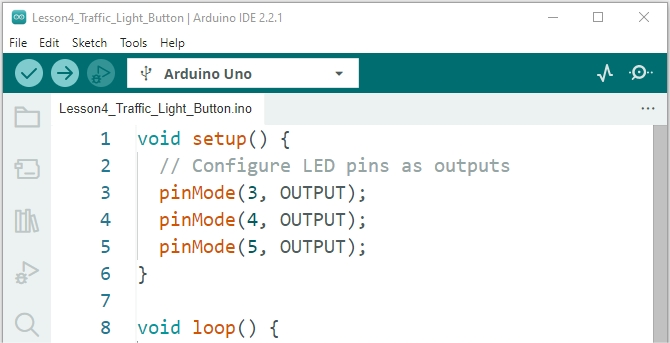 Lesson4_Traffic_Light_Button | Arduino IDE 2.2.1
File Edit Sketch Tools Help
Arduino Uno
Lesson4_Traffic_Light_Button.ino
1 void setup() {
2 // Configure LED pins as outputs
3 pinMode(3, OUTPUT);
4 pinMode(4, OUTPUT);
5 pinMode(5, OUTPUT);
6 }
7
8 void loop() {